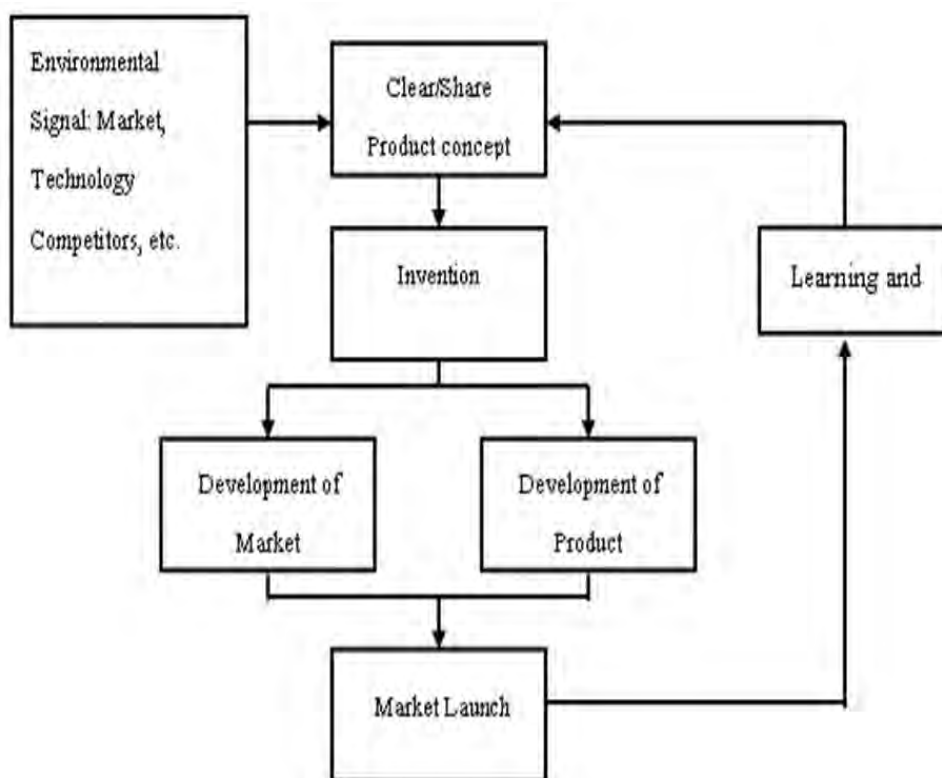 Environmental
Signal: Market,
Technology
Competitors, etc.
Clear/Share
Product concept
Invention
Learning and
Development of
Market
Development of
Product
Market Launch